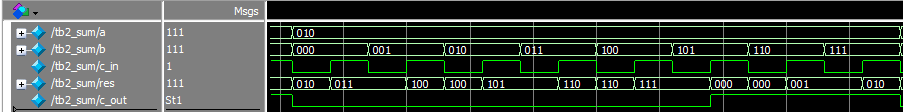 Msgs
/tb2_sum/a 111 010
/tb2_sum/b 111 000 001 010 011 100 101 110 111
/tb2_sum/c_in 1
/tb2_sum/res 111 010 011 100 100 101 110 110 111 000 000 001 010
/tb2_sum/c_out St1